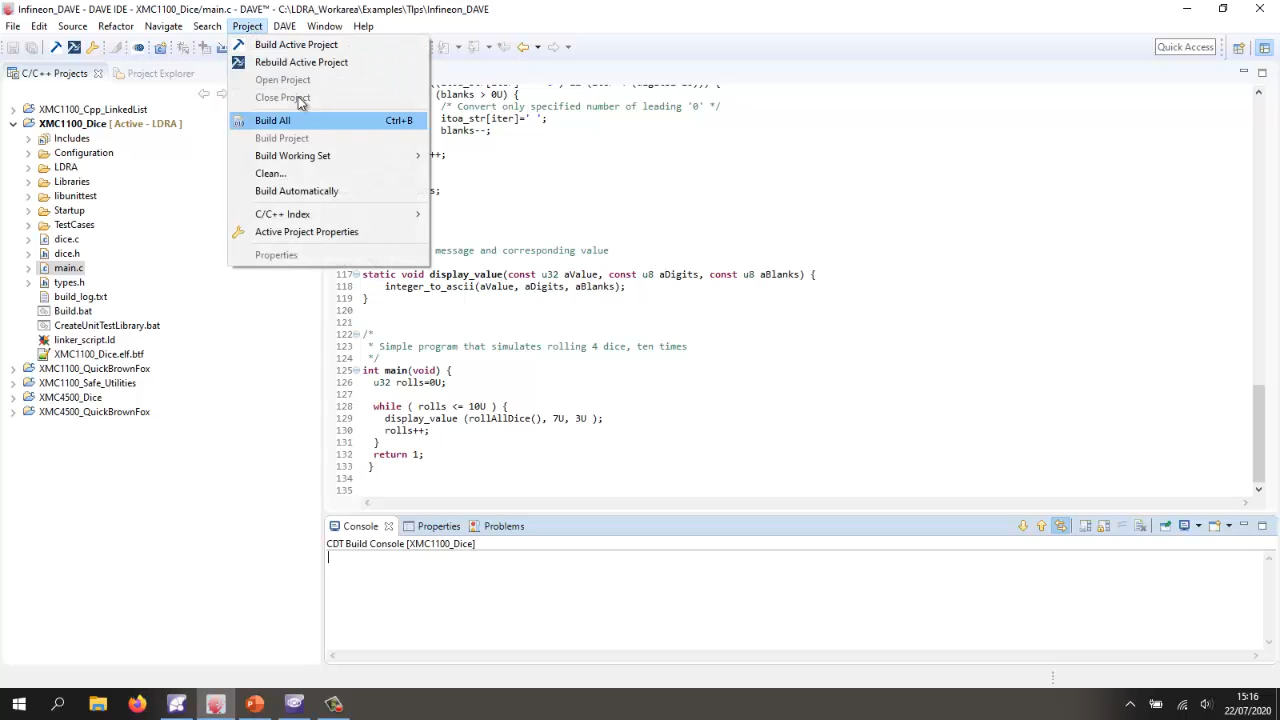 Infineon_DAVE - DAVE IDE - XMC1100_Dice/main.c - DAVE™ - C:\LDRA_Workarea\Examples\TIps\Infineon_DAVE
File Edit Source Refactor Navigate Search Project DAVE Window Help
Quick Access
C/C++ Projects Project Explorer
Build Active Project
Rebuild Active Project
Open Project
Close Project
Build All Ctrl+B
Build Project
Build Working Set
Clean...
Build Automatically
C/C++ Index
Active Project Properties
Properties
XMC1100_Cpp_LinkedList
XMC1100_Dice [ Active - LDRA ]
Includes
Configuration
LDRA
Libraries
libunittest
Startup
TestCases
dice.c
dice.h
main.c
types.h
build_log.txt
Build.bat
CreateUnitTestLibrary.bat
linker_script.ld
XMC1100_Dice.elf.btf
XMC1100_QuickBrownFox
XMC1100_Safe_Utilities
XMC4500_Dice
XMC4500_QuickBrownFox
(blanks > 0U) {
/* Convert only specified number of leading '0' */
itoa_str[iter]=' ';
blanks--;
++;
s;
message and corresponding value
117 static void display_value(const u32 aValue, const u8 aDigits, const u8 aBlanks) {
118 integer_to_ascii(aValue, aDigits, aBlanks);
119 }
120
121
122 /*
123 * Simple program that simulates rolling 4 dice, ten times
124 */
125 int main(void) {
126 u32 rolls=0U;
127
128 while ( rolls <= 10U ) {
129 display_value (rollAllDice(), 7U, 3U );
130 rolls++;
131 }
132 return 1;
133 }
134
135
Console Properties Problems
CDT Build Console [XMC1100_Dice]
15:16
22/07/2020